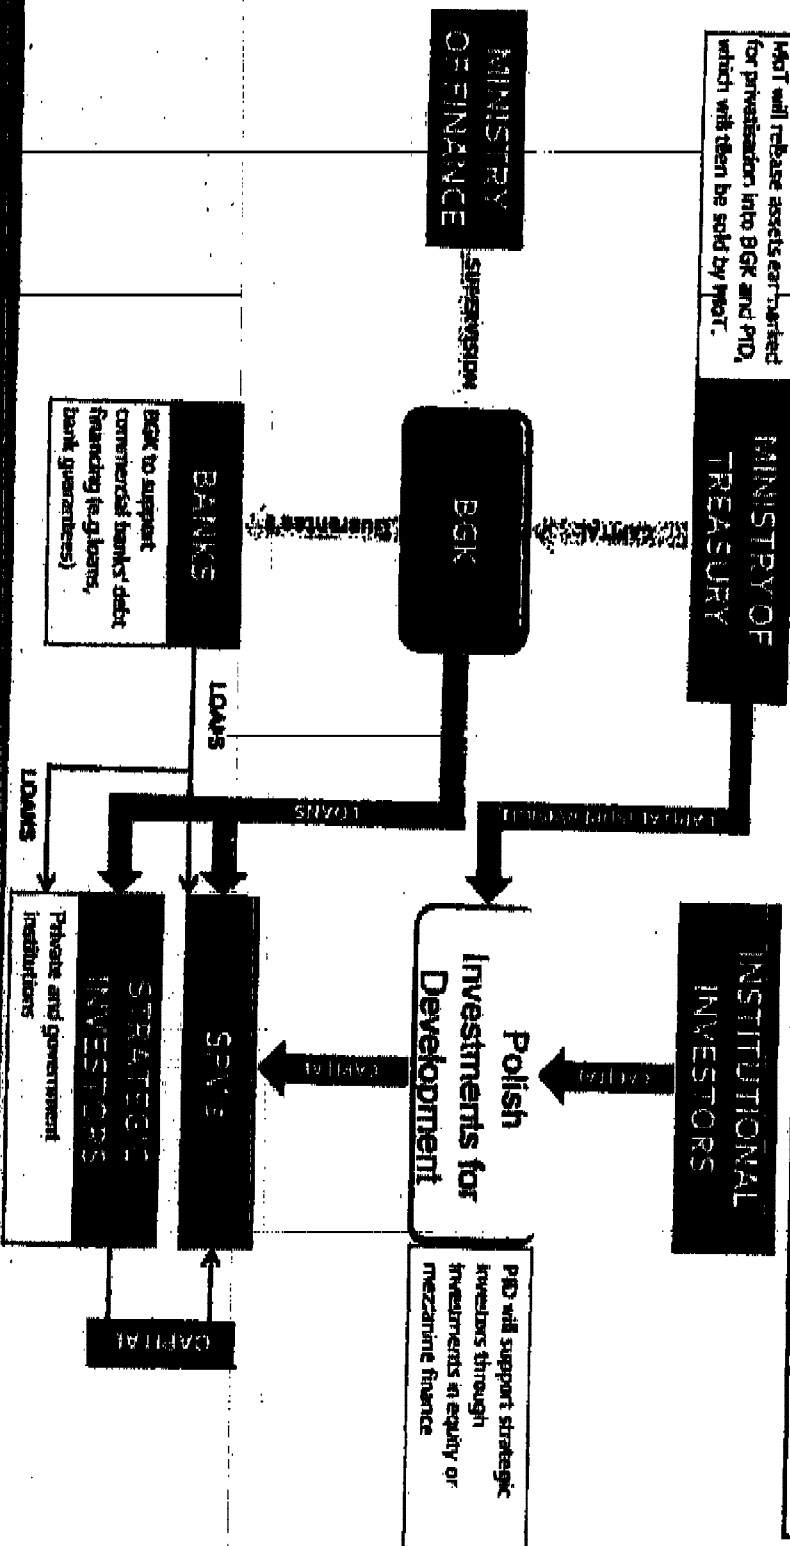 MoT will release assets earmarked
for privatisation into BGK and PID,
which will then be sold by MoT.
MINISTRY OF
TREASURY
INSTITUTIONAL
INVESTORS
CAPITAL
CAPITAL
MINISTRY
OF FINANCE
SUPERVISION
BGK
Polish
Investments for
Development
PID will support strategic
investors through
investments in equity or
mezzanine finance
Guarantees
LOANS
CAPITAL
BANKS
BGK to support
commercial banks' debt
financing (e.g. loans,
bank guarantees)
LOANS
LOANS
SPV's
STRATEGIC
INVESTORS
Private and government
institutions
CAPITAL